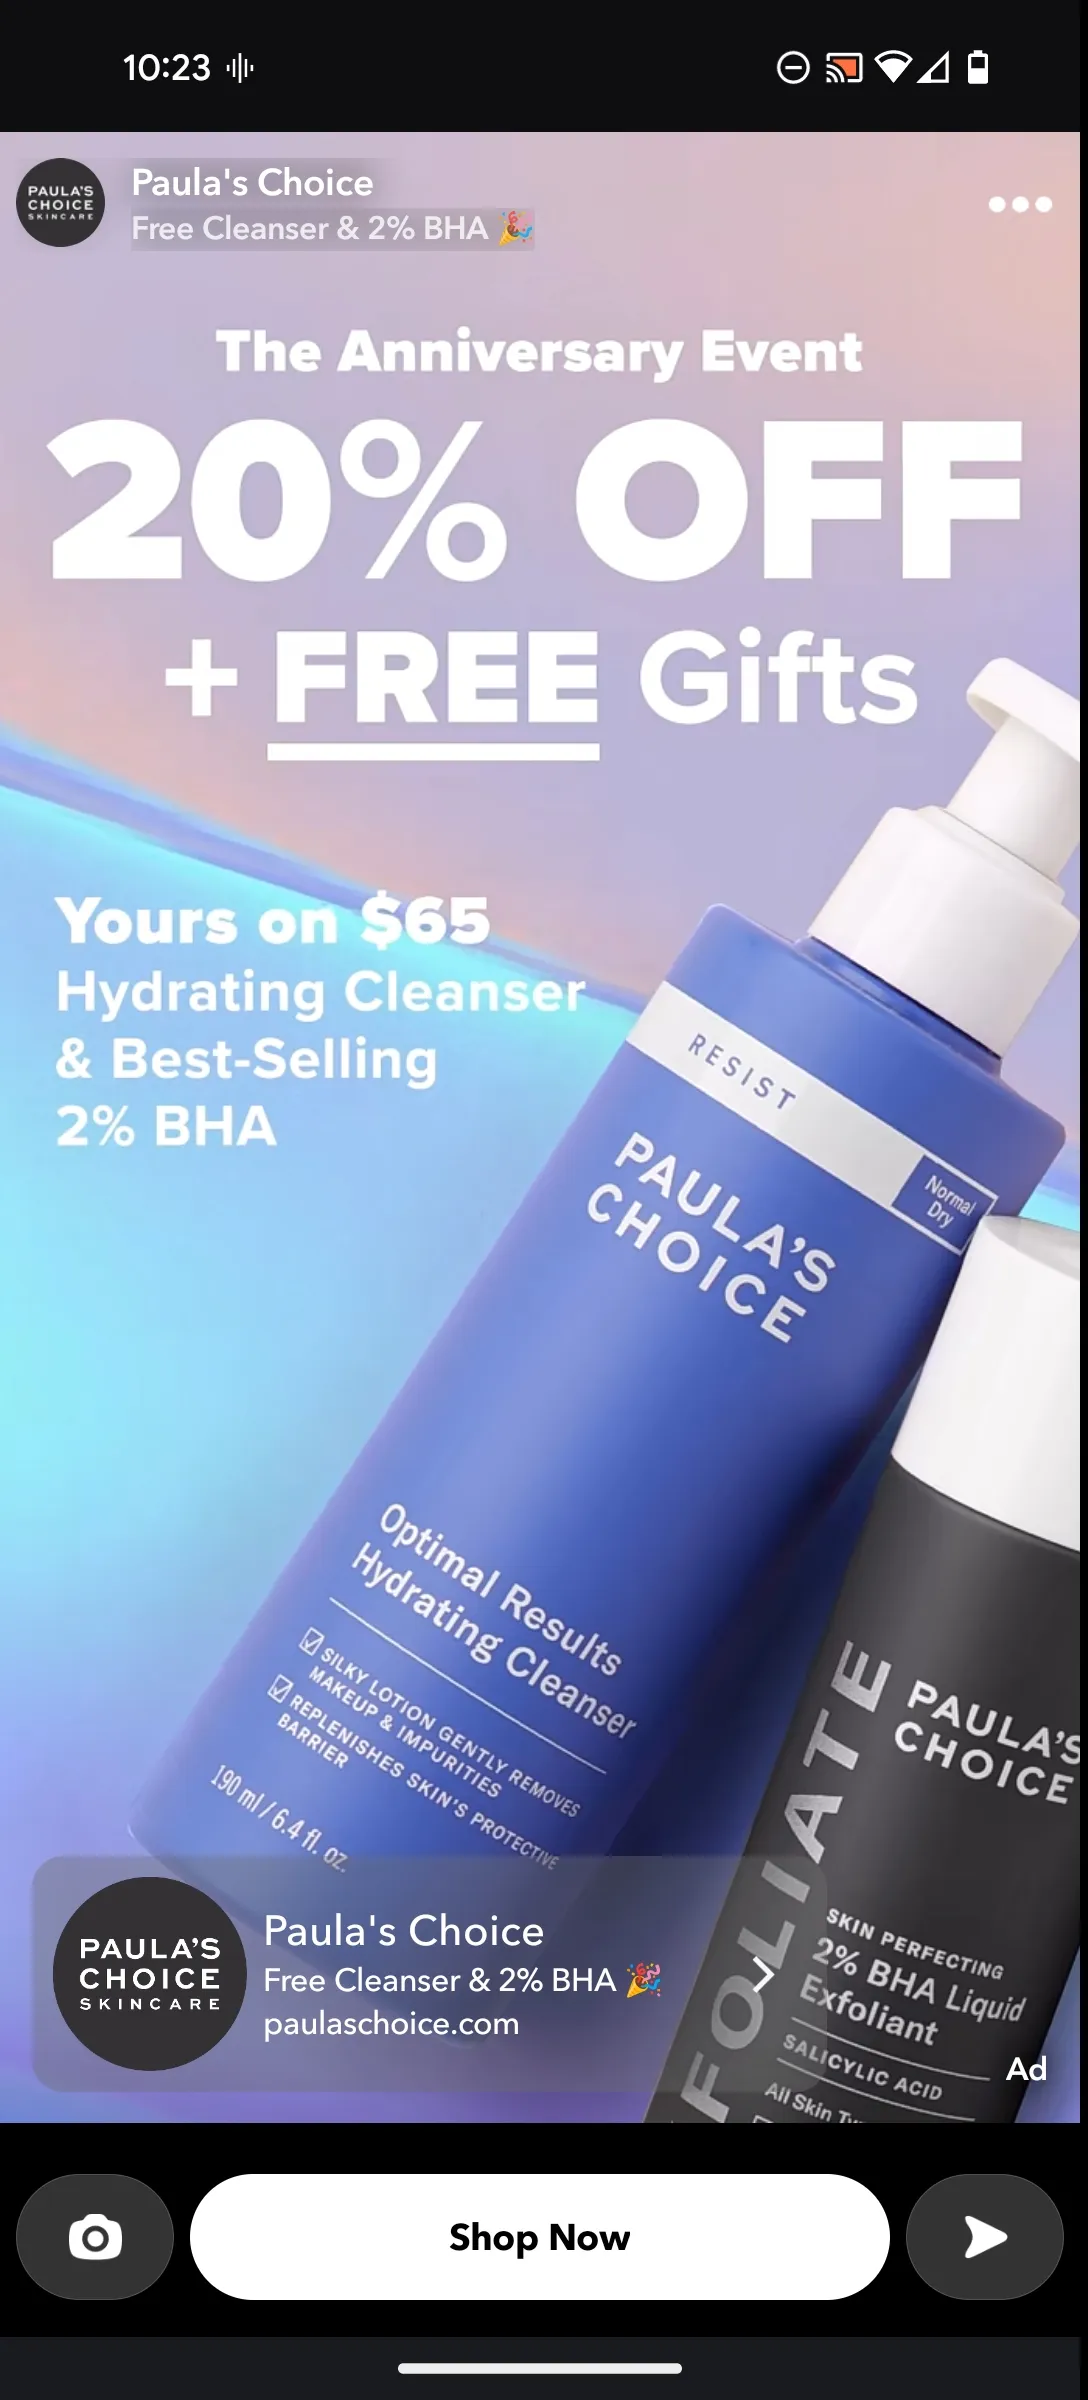 10:23
PAULA'S
CHOICE
SKINCARE
Paula's Choice
Free Cleanser & 2% BHA 🎉
The Anniversary Event
20% OFF
+ FREE Gifts
Yours on $65
Hydrating Cleanser
& Best-Selling
2% BHA
RESIST
Normal
Dry
PAULA'S
CHOICE
Optimal Results
Hydrating Cleanser
SILKY LOTION GENTLY REMOVES
MAKEUP & IMPURITIES
REPLENISHES SKIN'S PROTECTIVE
BARRIER
190 ml / 6.4 fl. oz.
FOLIATE
PAULA'S
CHOICE
SKIN PERFECTING
2% BHA Liquid
Exfoliant
SALICYLIC ACID
All Skin
PAULA'S
CHOICE
SKINCARE
Paula's Choice
Free Cleanser & 2% BHA 🎉
paulaschoice.com
Ad
Shop Now